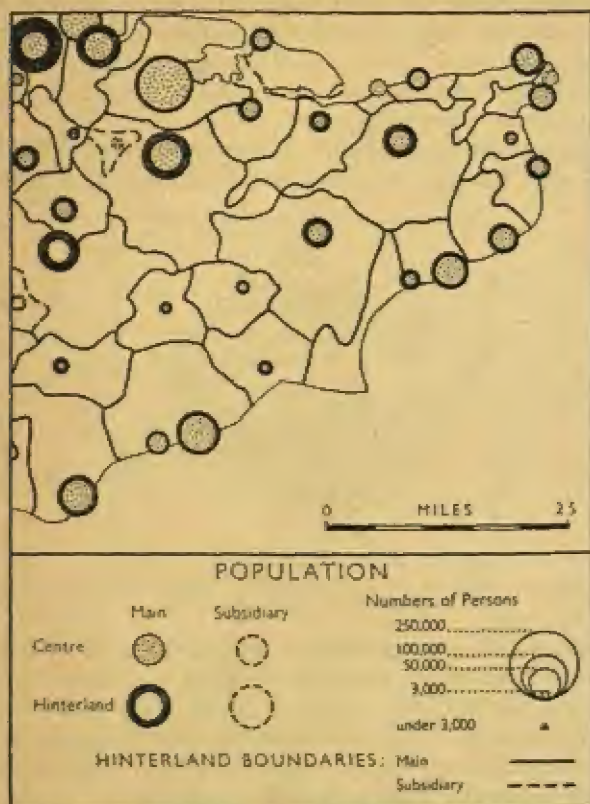 0 MILES 25
POPULATION
Main Subsidiary
Centre
Hinterland
Numbers of Persons
250,000
100,000
50,000
3,000
under 3,000
HINTERLAND BOUNDARIES: Main
Subsidiary